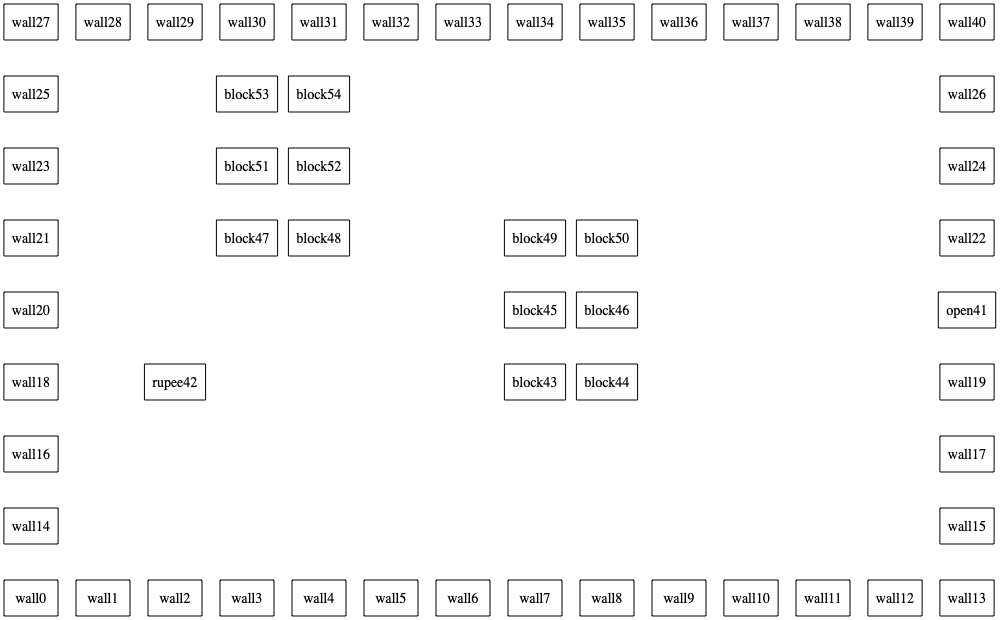 wall27 wall28 wall29 wall30 wall31 wall32 wall33 wall34 wall35 wall36 wall37 wall38 wall39 wall40
wall25 block53 block54 wall26
wall23 block51 block52 wall24
wall21 block47 block48 block49 block50 wall22
wall20 block45 block46 open41
wall18 rupee42 block43 block44 wall19
wall16 wall17
wall14 wall15
wall0 wall1 wall2 wall3 wall4 wall5 wall6 wall7 wall8 wall9 wall10 wall11 wall12 wall13